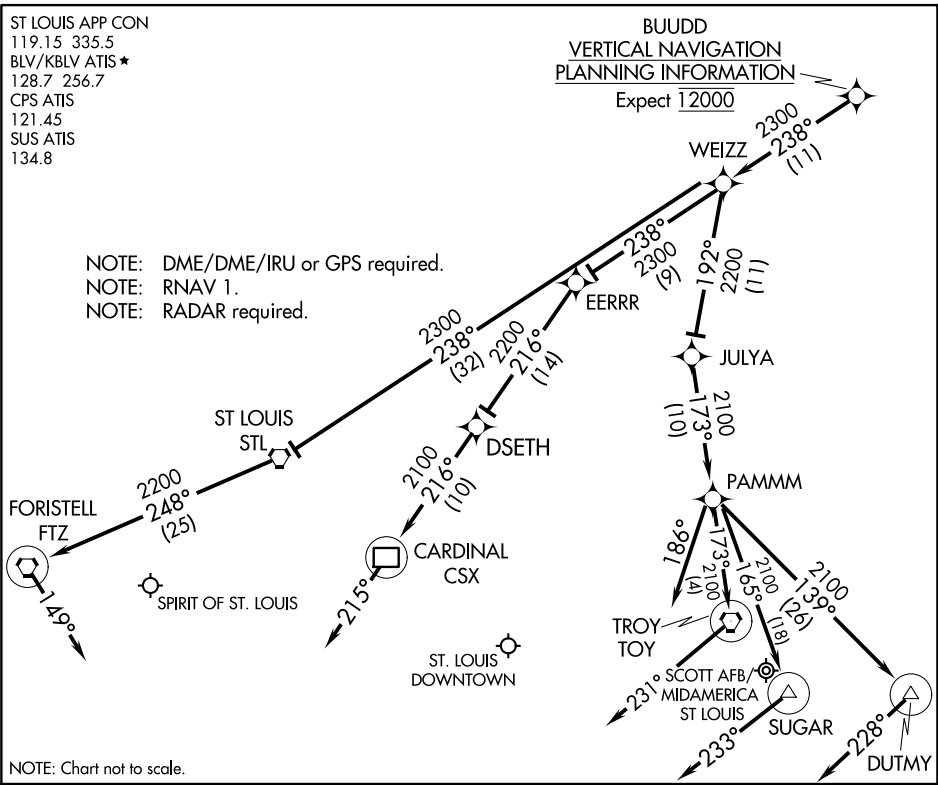 ST LOUIS APP CON
119.15 335.5
BLV/KBLV ATIS ★
128.7 256.7
CPS ATIS
121.45
SUS ATIS
134.8
BUUDD
VERTICAL NAVIGATION
PLANNING INFORMATION
Expect 12000
2300
238°
(11)
WEIZZ
NOTE: DME/DME/IRU or GPS required.
NOTE: RNAV 1.
NOTE: RADAR required.
238°
2300
(9)
192°
2200
(11)
EERRR
2300
238°
(32)
2200
216°
(14)
JULYA
2100
173°
(10)
ST LOUIS
STL
DSETH
2200
248°
(25)
2100
216°
(10)
PAMMM
FORISTELL
FTZ
CARDINAL
CSX
186°
173°
2100
(4)
2100
165°
(18)
2100
139°
(26)
149°
SPIRIT OF ST. LOUIS
215°
TROY
TOY
ST. LOUIS
DOWNTOWN
231°
SCOTT AFB/
MIDAMERICA
ST LOUIS
SUGAR
233°
228°
DUTMY
NOTE: Chart not to scale.